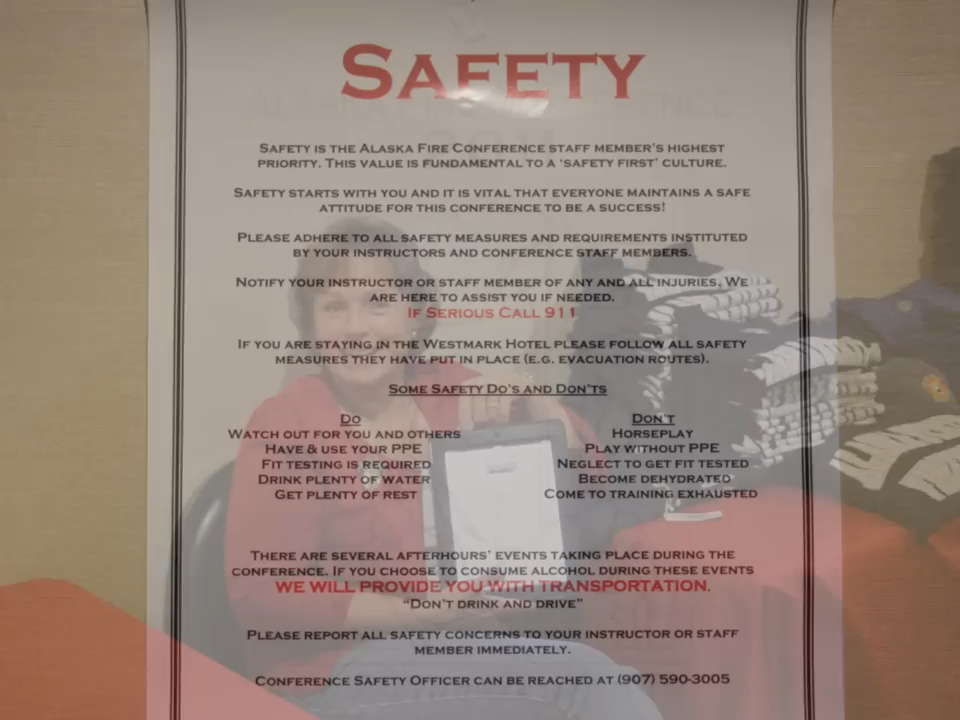 SAFETY
SAFETY IS THE ALASKA FIRE CONFERENCE STAFF MEMBER'S HIGHEST
PRIORITY. THIS VALUE IS FUNDAMENTAL TO A 'SAFETY FIRST' CULTURE.
SAFETY STARTS WITH YOU AND IT IS VITAL THAT EVERYONE MAINTAINS A SAFE
ATTITUDE FOR THIS CONFERENCE TO BE A SUCCESS!
PLEASE ADHERE TO ALL SAFETY MEASURES AND REQUIREMENTS INSTITUTED
BY YOUR INSTRUCTORS AND CONFERENCE STAFF MEMBERS.
NOTIFY YOUR INSTRUCTOR OR STAFF MEMBER OF ANY AND ALL INJURIES. WE
ARE HERE TO ASSIST YOU IF NEEDED.
IF SERIOUS CALL 911
IF YOU ARE STAYING IN THE WESTMARK HOTEL PLEASE FOLLOW ALL SAFETY
MEASURES THEY HAVE PUT IN PLACE (E.G. EVACUATION ROUTES).
SOME SAFETY DO'S AND DON'TS
DO
WATCH OUT FOR YOU AND OTHERS
HAVE & USE YOUR PPE
FIT TESTING IS REQUIRED
DRINK PLENTY OF WATER
GET PLENTY OF REST
DON'T
HORSEPLAY
PLAY WITHOUT PPE
NEGLECT TO GET FIT TESTED
BECOME DEHYDRATED
COME TO TRAINING EXHAUSTED
THERE ARE SEVERAL AFTERHOURS' EVENTS TAKING PLACE DURING THE
CONFERENCE. IF YOU CHOOSE TO CONSUME ALCOHOL DURING THESE EVENTS
WE WILL PROVIDE YOU WITH TRANSPORTATION.
"DON'T DRINK AND DRIVE"
PLEASE REPORT ALL SAFETY CONCERNS TO YOUR INSTRUCTOR OR STAFF
MEMBER IMMEDIATELY.
CONFERENCE SAFETY OFFICER CAN BE REACHED AT (907) 590-3005